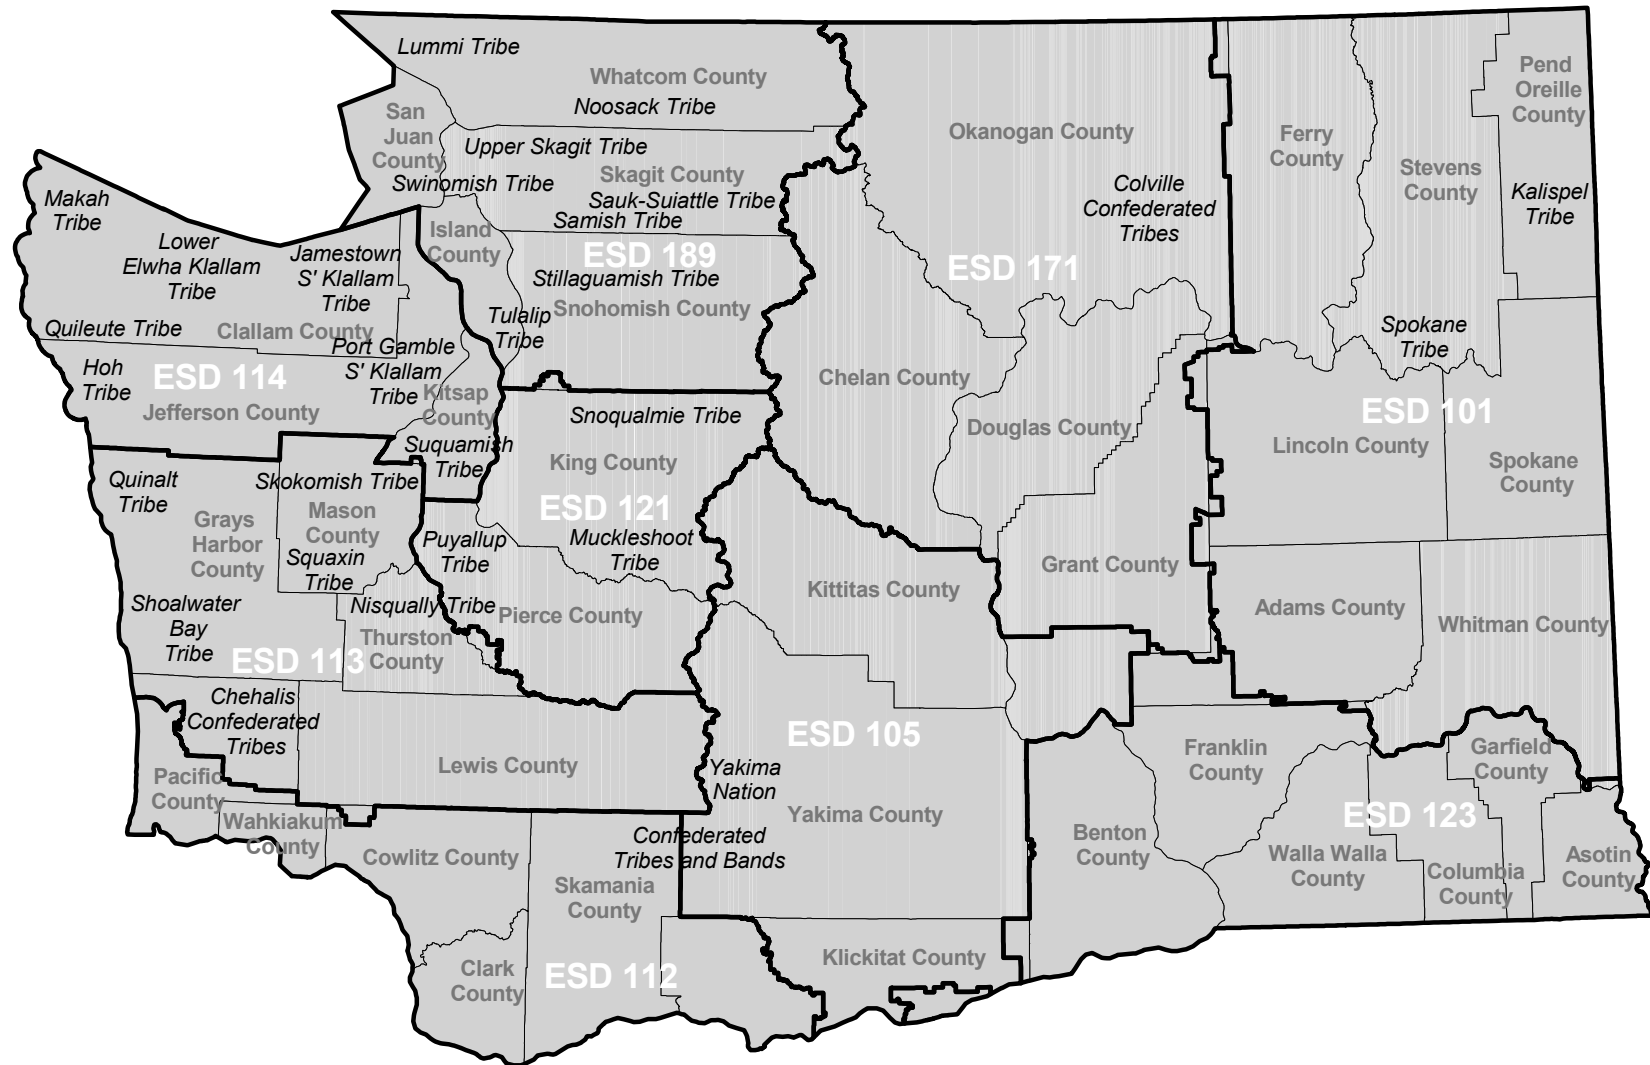 Lummi Tribe
Whatcom County
Noosack Tribe
San
Juan
County
Upper Skagit Tribe
Skagit County
Swinomish Tribe
Sauk-Suiattle Tribe
Samish Tribe
Island
County
ESD 189
Stillaguamish Tribe
Snohomish County
Tulalip
Tribe
Okanogan County
Colville
Confederated
Tribes
ESD 171
Chelan County
Douglas County
Grant County
Ferry
County
Stevens
County
Pend
Oreille
County
Kalispel
Tribe
Spokane
Tribe
ESD 101
Lincoln County
Spokane
County
Adams County
Whitman County
Makah
Tribe
Lower
Elwha Klallam
Tribe
Jamestown
S' Klallam
Tribe
Quileute Tribe
Clallam County
Port Gamble
S' Klallam
Tribe
Hoh
Tribe
ESD 114
Jefferson County
Kitsap
County
Suquamish
Tribe
Snoqualmie Tribe
King County
ESD 121
Muckleshoot
Tribe
Puyallup
Tribe
Pierce County
Quinalt
Tribe
Skokomish Tribe
Mason
County
Grays
Harbor
County
Squaxin
Tribe
Nisqually Tribe
Shoalwater
Bay
Tribe
Thurston
County
ESD 113
Chehalis
Confederated
Tribes
Lewis County
Kittitas County
ESD 105
Yakima
Nation
Yakima County
Confederated
Tribes and Bands
Klickitat County
Pacific
County
Wahkiakum
County
Cowlitz County
Skamania
County
Clark
County
ESD 112
Franklin
County
Garfield
County
ESD 123
Benton
County
Walla Walla
County
Columbia
County
Asotin
County